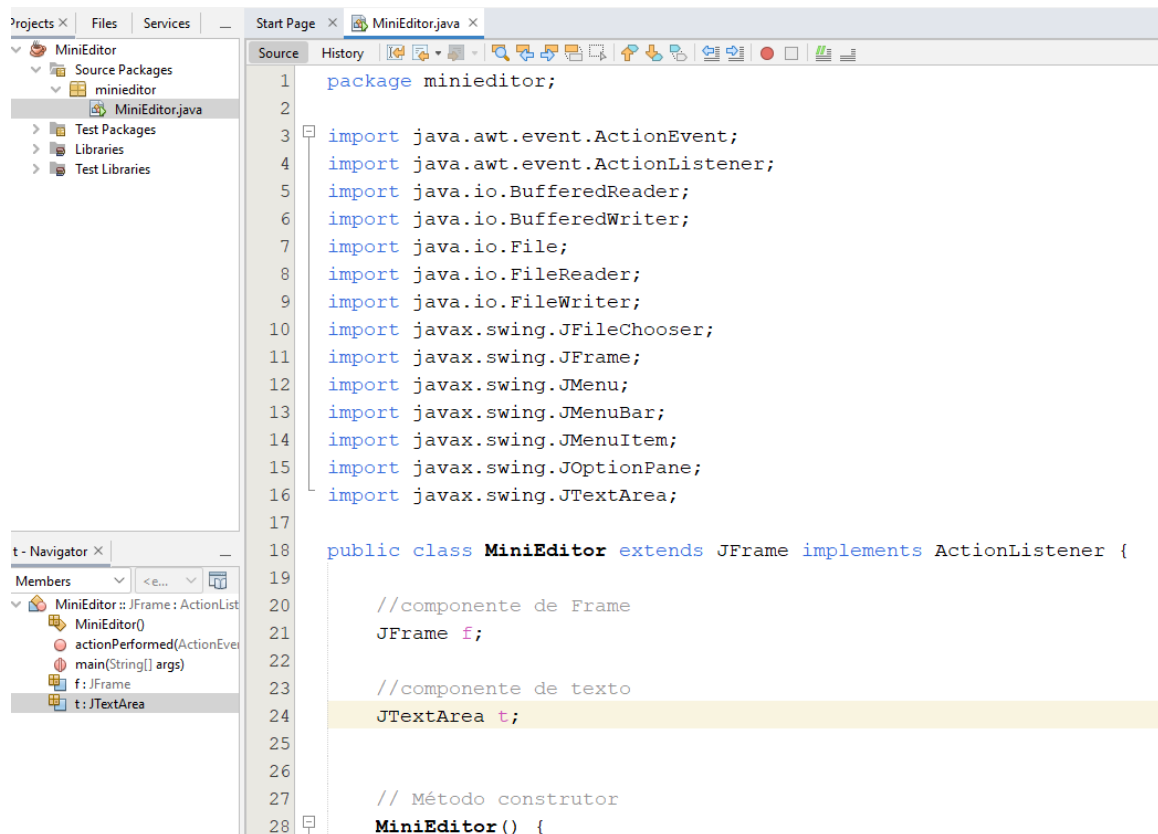 Projects Files Services
MiniEditor
Source Packages
minieditor
MiniEditor.java
Test Packages
Libraries
Test Libraries
t - Navigator
Members <e...
MiniEditor :: JFrame : ActionList
MiniEditor()
actionPerformed(ActionEve
main(String[] args)
f : JFrame
t : JTextArea
Start Page MiniEditor.java
Source History
1 package minieditor;
2
3 import java.awt.event.ActionEvent;
4 import java.awt.event.ActionListener;
5 import java.io.BufferedReader;
6 import java.io.BufferedWriter;
7 import java.io.File;
8 import java.io.FileReader;
9 import java.io.FileWriter;
10 import javax.swing.JFileChooser;
11 import javax.swing.JFrame;
12 import javax.swing.JMenu;
13 import javax.swing.JMenuBar;
14 import javax.swing.JMenuItem;
15 import javax.swing.JOptionPane;
16 import javax.swing.JTextArea;
17
18 public class MiniEditor extends JFrame implements ActionListener {
19
20 //componente de Frame
21 JFrame f;
22
23 //componente de texto
24 JTextArea t;
25
26
27 // Método construtor
28 MiniEditor() {